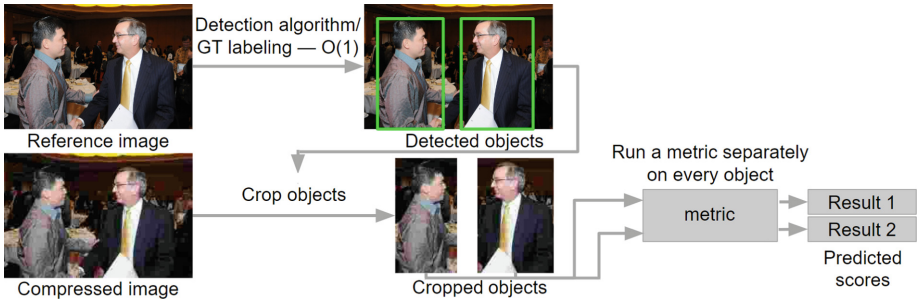 Detection algorithm/
GT labeling — O(1)
Reference image
Detected objects
Crop objects
Run a metric separately
on every object
metric
Result 1
Result 2
Predicted
scores
Compressed image
Cropped objects